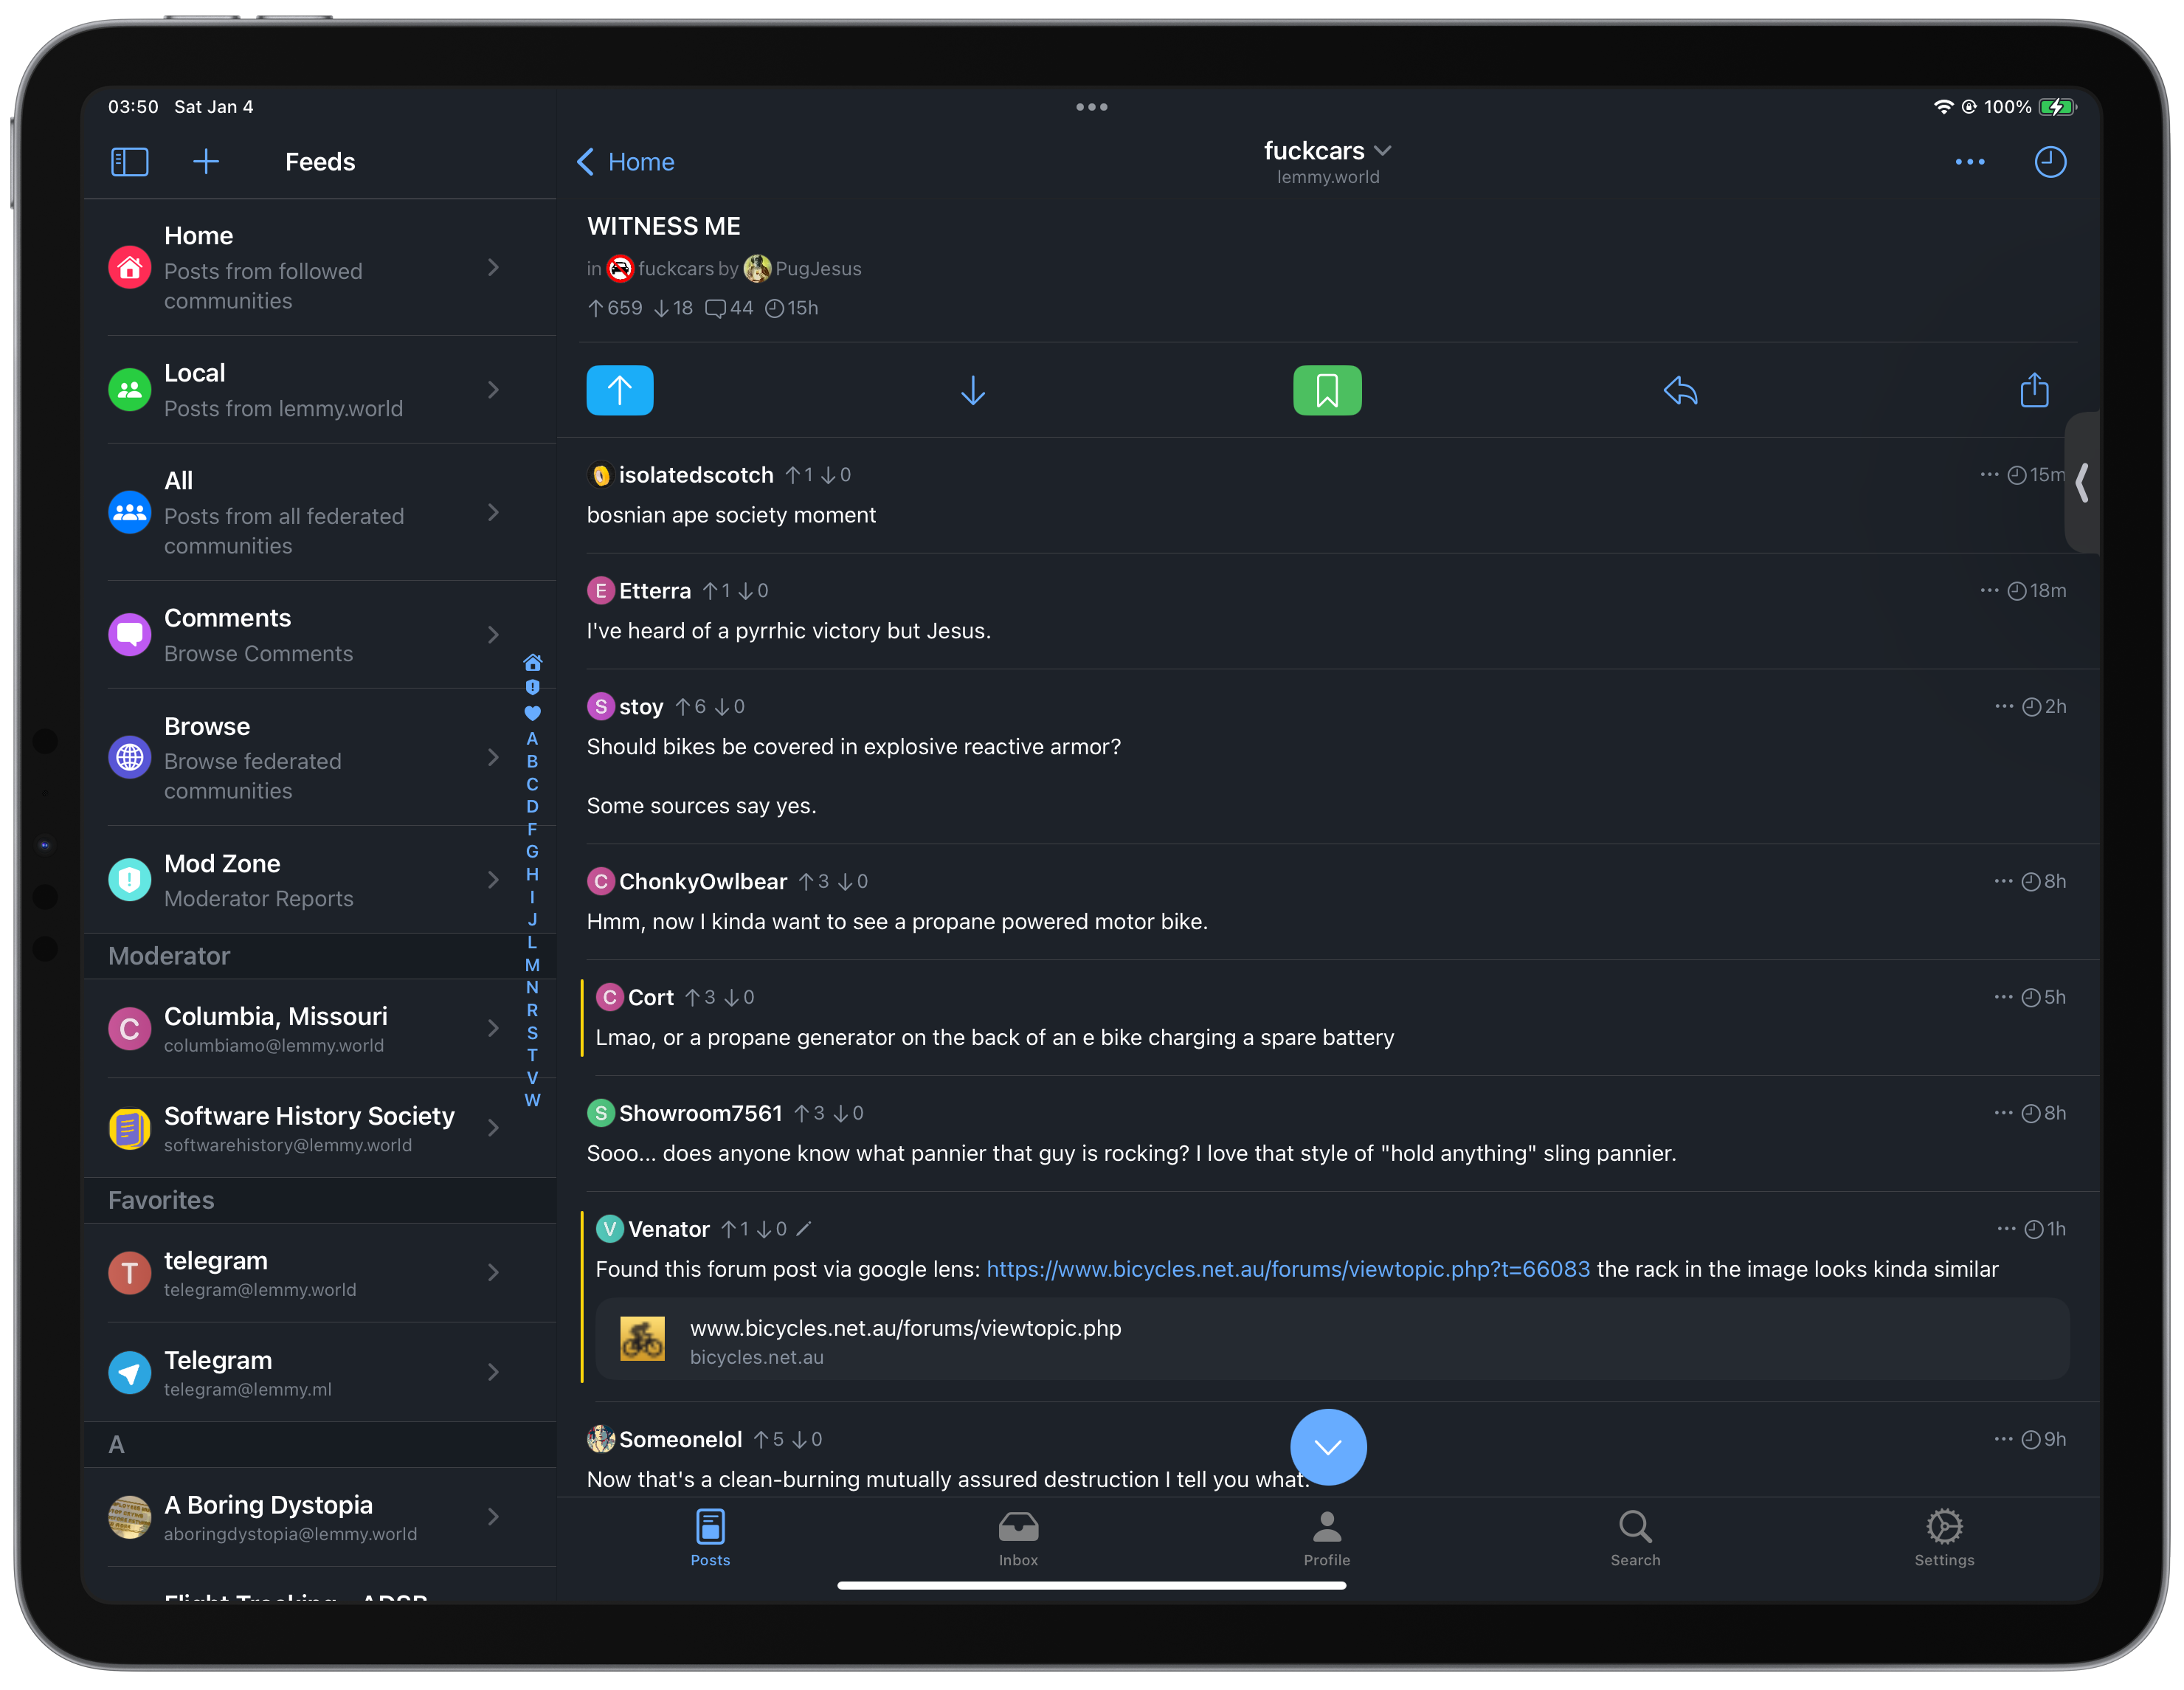 03:50 Sat Jan 4
100%
Feeds
Home
Posts from followed
communities
Local
Posts from lemmy.world
All
Posts from all federated
communities
Comments
Browse Comments
Browse
Browse federated
communities
Mod Zone
Moderator Reports
Moderator
C
Columbia, Missouri
columbiamo@lemmy.world
Software History Society
softwarehistory@lemmy.world
Favorites
T
telegram
telegram@lemmy.world
Telegram
telegram@lemmy.ml
A
A Boring Dystopia
aboringdystopia@lemmy.world
Flight Tracking - ADSB
A
B
C
D
F
G
H
I
J
L
M
N
R
S
T
V
W
Home
fuckcars
lemmy.world
WITNESS ME
in fuckcars by PugJesus
659 18 44 15h
isolatedscotch 1 0 15m
bosnian ape society moment
E Etterra 1 0 18m
I've heard of a pyrrhic victory but Jesus.
S stoy 6 0 2h
Should bikes be covered in explosive reactive armor?
Some sources say yes.
C ChonkyOwlbear 3 0 8h
Hmm, now I kinda want to see a propane powered motor bike.
C Cort 3 0 5h
Lmao, or a propane generator on the back of an e bike charging a spare battery
S Showroom7561 3 0 8h
Sooo... does anyone know what pannier that guy is rocking? I love that style of "hold anything" sling pannier.
V Venator 1 0 1h
Found this forum post via google lens: https://www.bicycles.net.au/forums/viewtopic.php?t=66083 the rack in the image looks kinda similar
www.bicycles.net.au/forums/viewtopic.php
bicycles.net.au
Someonelol 5 0 9h
Now that's a clean-burning mutually assured destruction I tell you what.
Posts
Inbox
Profile
Search
Settings